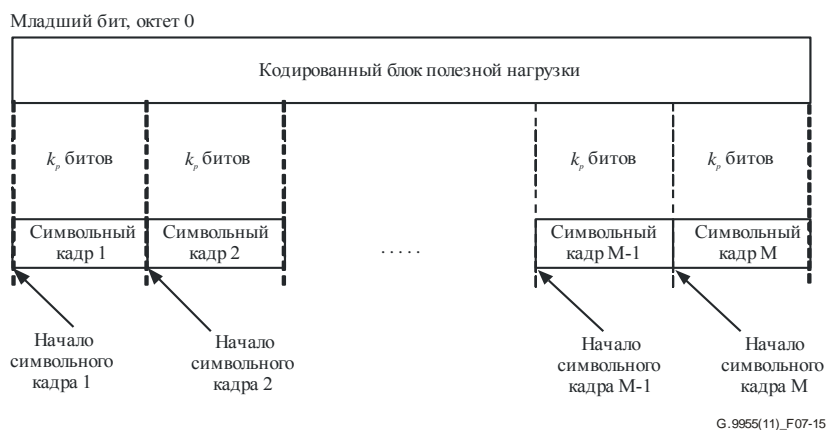 Младший бит, октет 0
Кодированный блок полезной нагрузки
kp битов
kp битов
kp битов
kp битов
Символьный
кадр 1
Символьный
кадр 2
.....
Символьный
кадр M-1
Символьный
кадр M
Начало
символьного
кадра 1
Начало
символьного
кадра 2
Начало
символьного
кадра M-1
Начало
символьного
кадра M
G.9955(11)_F07-15